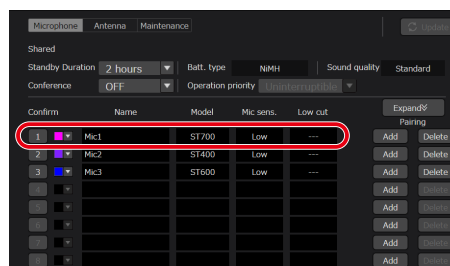 Microphone Antenna Maintenance Update
Shared
Standby Duration 2 hours Batt. type NiMH Sound quality Standard
Conference OFF Operation priority Uninterruptible
Confirm Name Model Mic sens. Low cut Expand
Pairing
1 Mic1 ST700 Low --- Add Delete
2 Mic2 ST400 Low --- Add Delete
3 Mic3 ST600 Low --- Add Delete
4 Add Delete
5 Add Delete
6 Add Delete
7 Add Delete
8 Add Delete